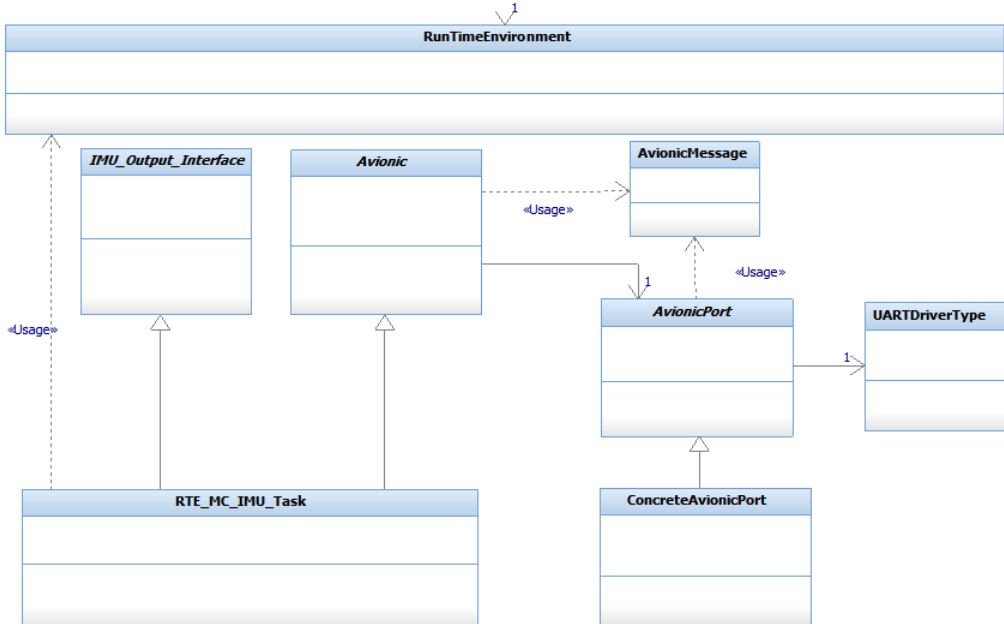 1
RunTimeEnvironment
IMU_Output_Interface
Avionic
AvionicMessage
«Usage»
«Usage»
1
AvionicPort
UARTDriverType
«Usage»
1
RTE_MC_IMU_Task
ConcreteAvionicPort